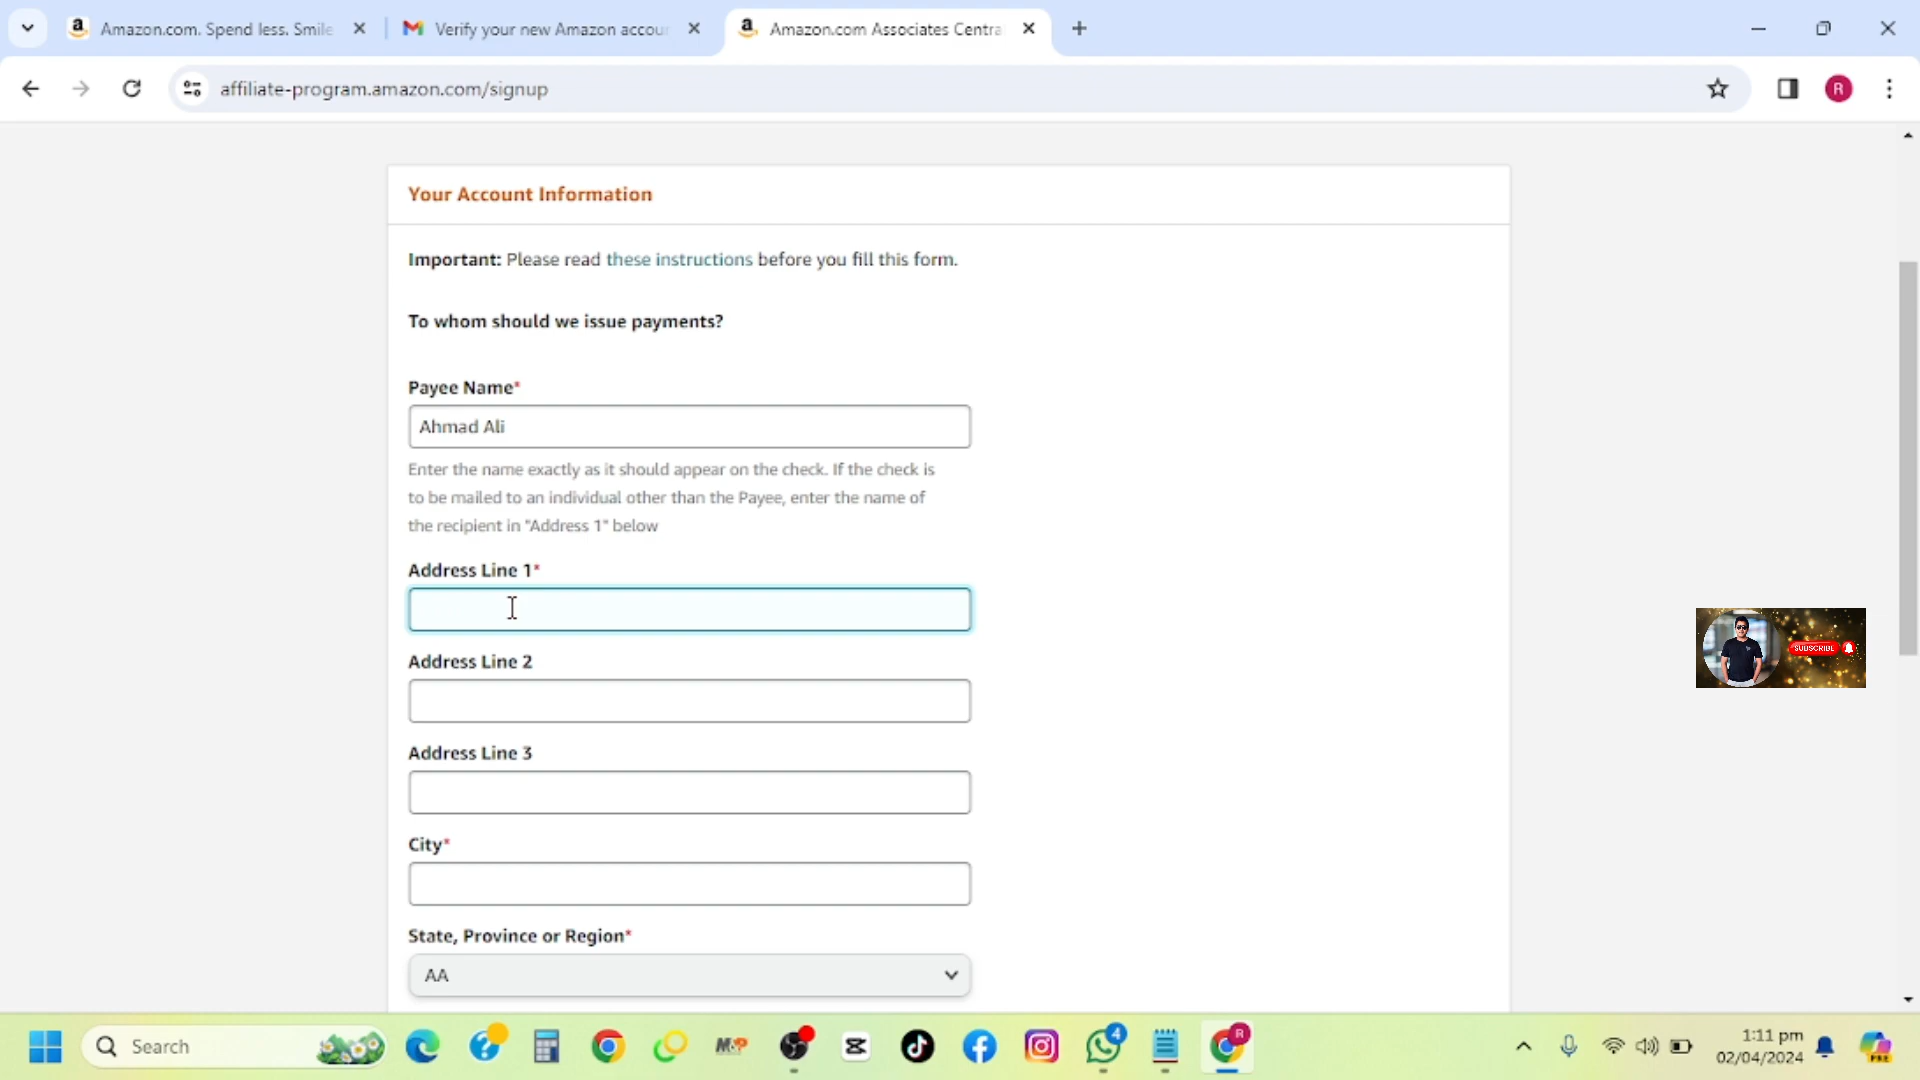 Amazon.com. Spend less. Smile
Verify your new Amazon accou
Amazon.com Associates Centra
affiliate-program.amazon.com/signup
R
Your Account Information
Important: Please read these instructions before you fill this form.
To whom should we issue payments?
Payee Name*
Ahmad Ali
Enter the name exactly as it should appear on the check. If the check is
to be mailed to an individual other than the Payee, enter the name of
the recipient in "Address 1" below
Address Line 1*
SUBSCRIBE
Address Line 2
Address Line 3
City*
State, Province or Region*
AA
Search
M×P
4
R
1:11 pm
02/04/2024
PRE